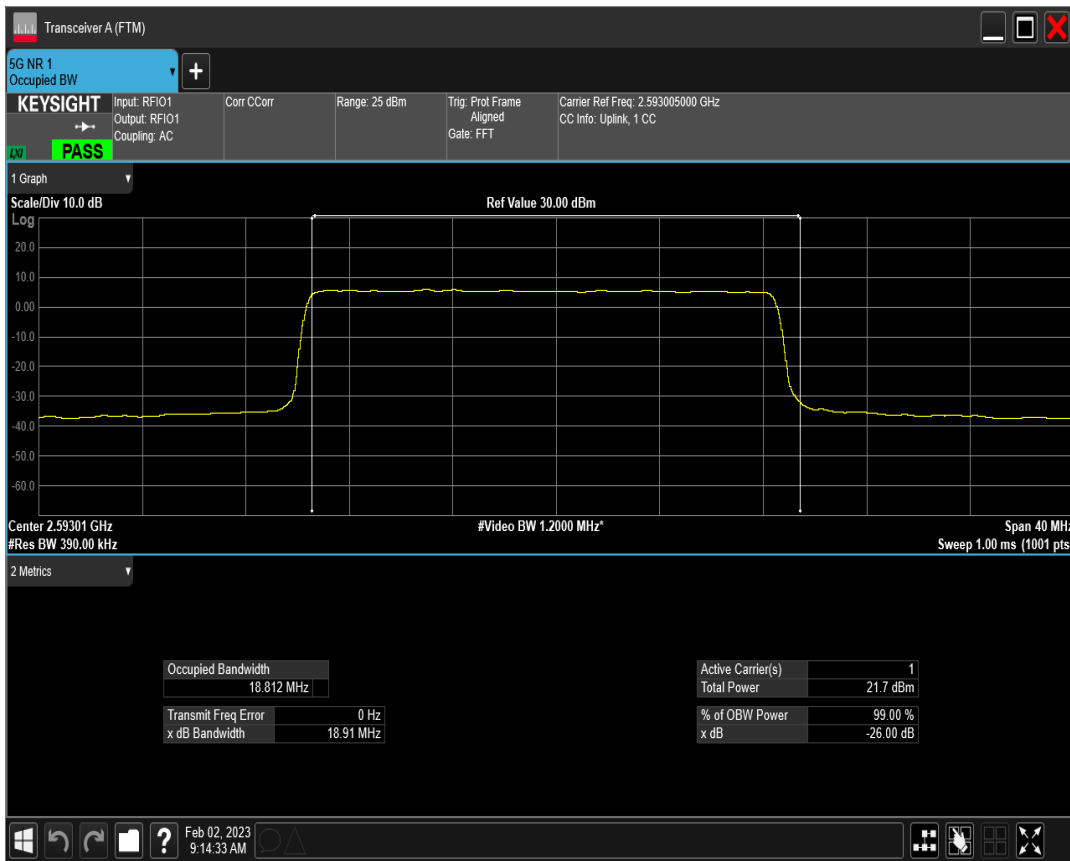 Transceiver A (FTM)
5G NR 1
Occupied BW
+
KEYSIGHT
LXI
PASS
Input: RFIO1
Output: RFIO1
Coupling: AC
Corr CCorr
Range: 25 dBm
Trig: Prot Frame
Aligned
Gate: FFT
Carrier Ref Freq: 2.593005000 GHz
CC Info: Uplink, 1 CC
1 Graph
Scale/Div 10.0 dB
Ref Value 30.00 dBm
Log
20.0
10.0
0.00
-10.0
-20.0
-30.0
-40.0
-50.0
-60.0
Center 2.59301 GHz
#Video BW 1.2000 MHz*
Span 40 MHz
#Res BW 390.00 kHz
Sweep 1.00 ms (1001 pts
2 Metrics
Occupied Bandwidth
18.812 MHz
Transmit Freq Error 0 Hz
x dB Bandwidth 18.91 MHz
Active Carrier(s) 1
Total Power 21.7 dBm
% of OBW Power 99.00 %
x dB -26.00 dB
?
Feb 02, 2023
9:14:33 AM